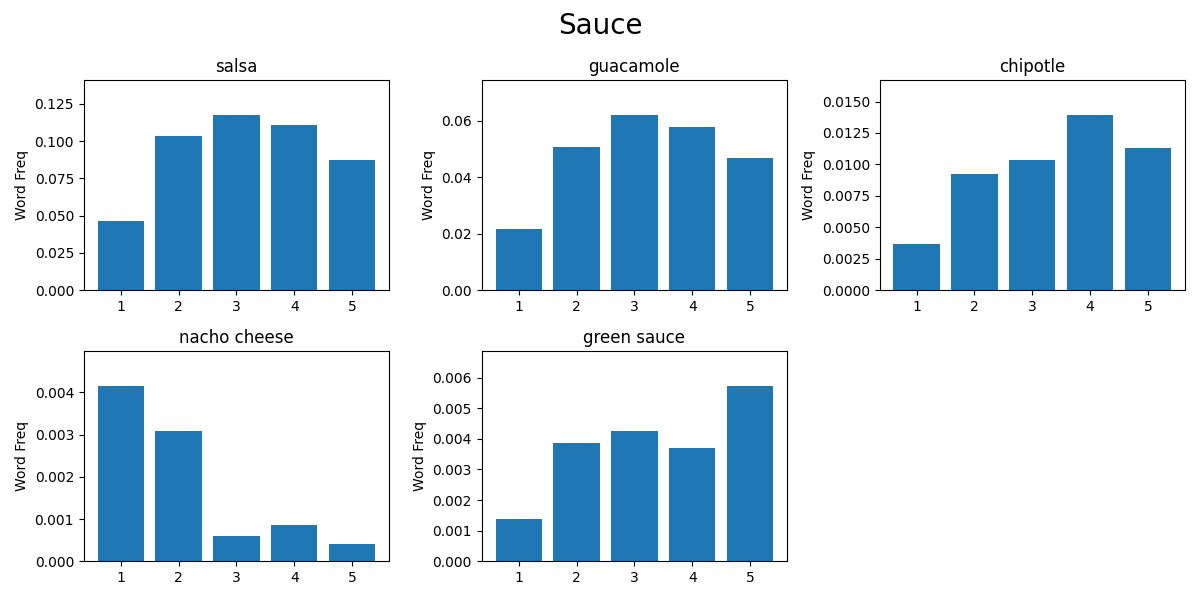 Sauce
salsa
Word Freq
0.125
0.100
0.075
0.050
0.025
0.000
1 2 3 4 5
guacamole
Word Freq
0.06
0.04
0.02
0.00
1 2 3 4 5
chipotle
Word Freq
0.0150
0.0125
0.0100
0.0075
0.0050
0.0025
0.0000
1 2 3 4 5
nacho cheese
Word Freq
0.004
0.003
0.002
0.001
0.000
1 2 3 4 5
green sauce
Word Freq
0.006
0.005
0.004
0.003
0.002
0.001
0.000
1 2 3 4 5